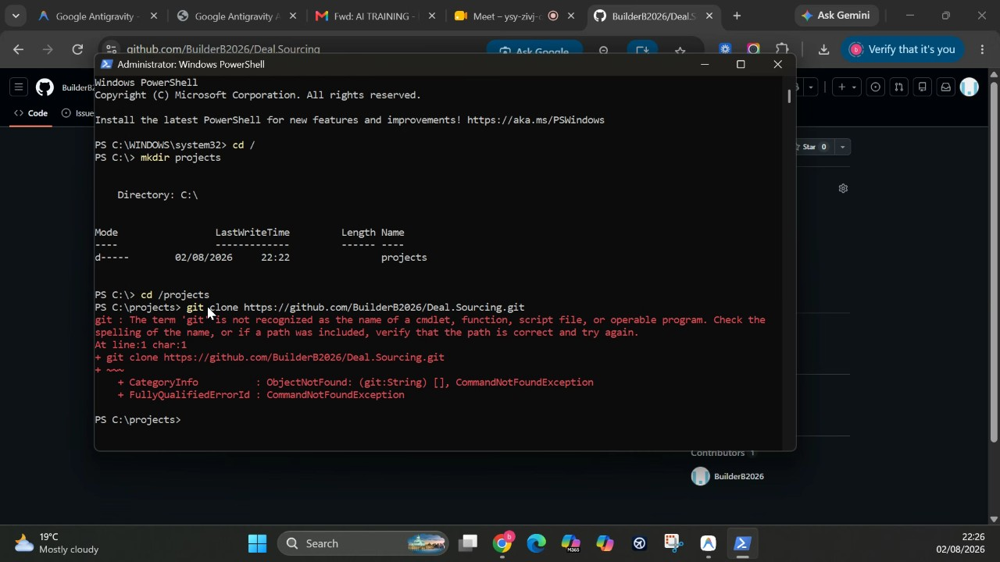 Google Antigravity
Google Antigravity A
Fwd: AI TRAINING -
Meet – ysy-zivj-
BuilderB2026/Deal.S
Ask Gemini
github.com/BuilderB2026/Deal.Sourcing
Ask Google
Verify that it's you
Administrator: Windows PowerShell
BuilderB
Code
Issue
Star 0
Windows PowerShell
Copyright (C) Microsoft Corporation. All rights reserved.
Install the latest PowerShell for new features and improvements! https://aka.ms/PSWindows
PS C:\WINDOWS\system32> cd /
PS C:\> mkdir projects
Directory: C:\
Mode LastWriteTime Length Name
---- ------------- ------ ----
d----- 02/08/2026 22:22 projects
PS C:\> cd /projects
PS C:\projects> git clone https://github.com/BuilderB2026/Deal.Sourcing.git
git : The term 'git' is not recognized as the name of a cmdlet, function, script file, or operable program. Check the
spelling of the name, or if a path was included, verify that the path is correct and try again.
At line:1 char:1
+ git clone https://github.com/BuilderB2026/Deal.Sourcing.git
+ ~~~
+ CategoryInfo : ObjectNotFound: (git:String) [], CommandNotFoundException
+ FullyQualifiedErrorId : CommandNotFoundException
PS C:\projects>
Contributors 1
BuilderB2026
19°C
Mostly cloudy
Search
M365
22:26
02/08/2026